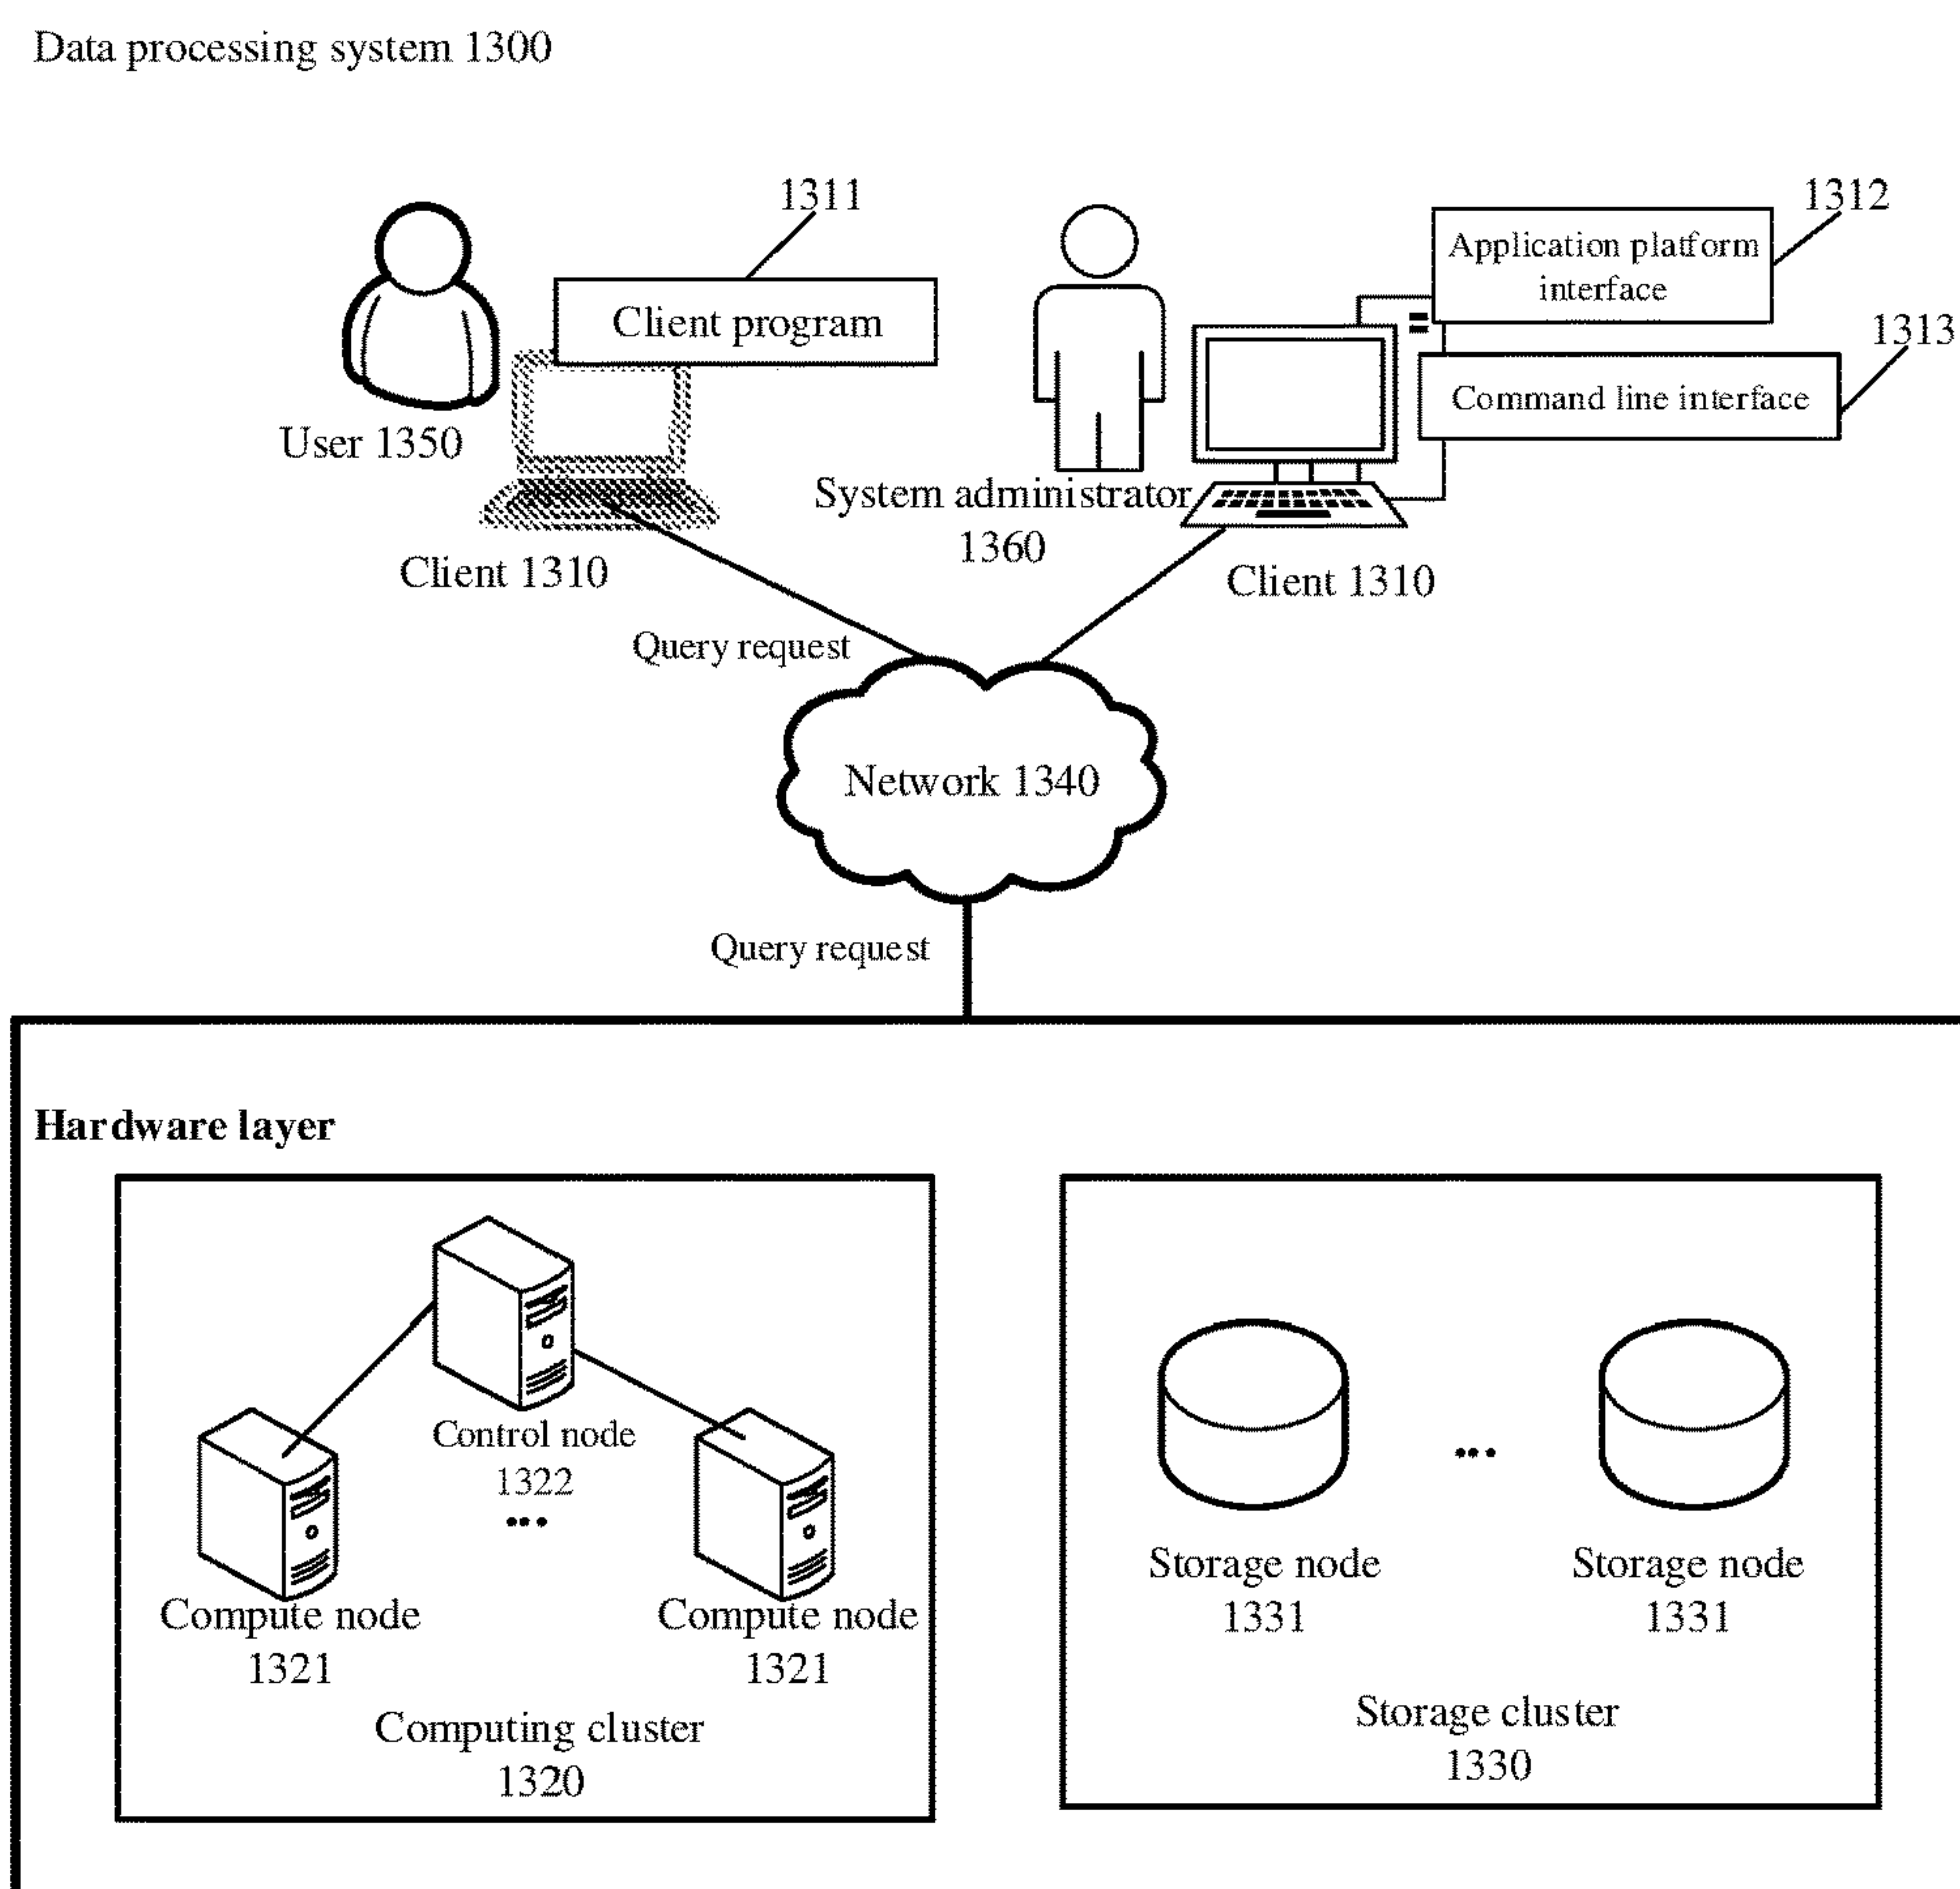 Data processing system 1300
1311
1312
Application platform
interface
Client program
1313
Command line interface
User 1350
System administrator
1360
Client 1310
Client 1310
Query request
Network 1340
Query request
Hardware layer
Control node
1322
...
Compute node
1321
Compute node
1321
Computing cluster
1320
...
Storage node
1331
Storage node
1331
Storage cluster
1330